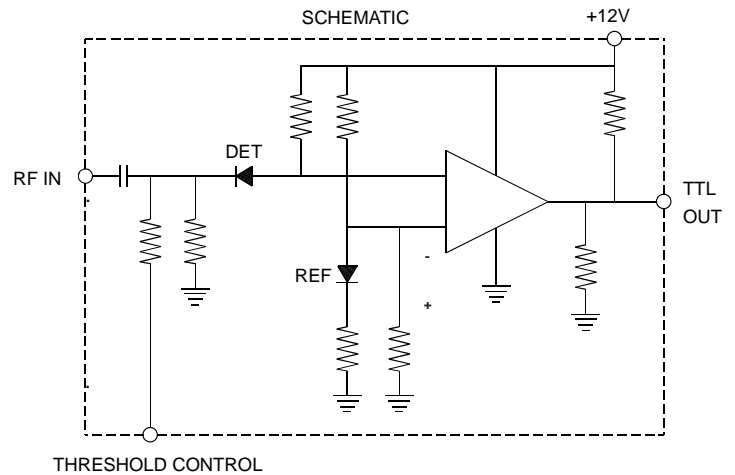 SCHEMATIC
+12V
DET
RF IN
TTL
OUT
-
REF
+
THRESHOLD CONTROL